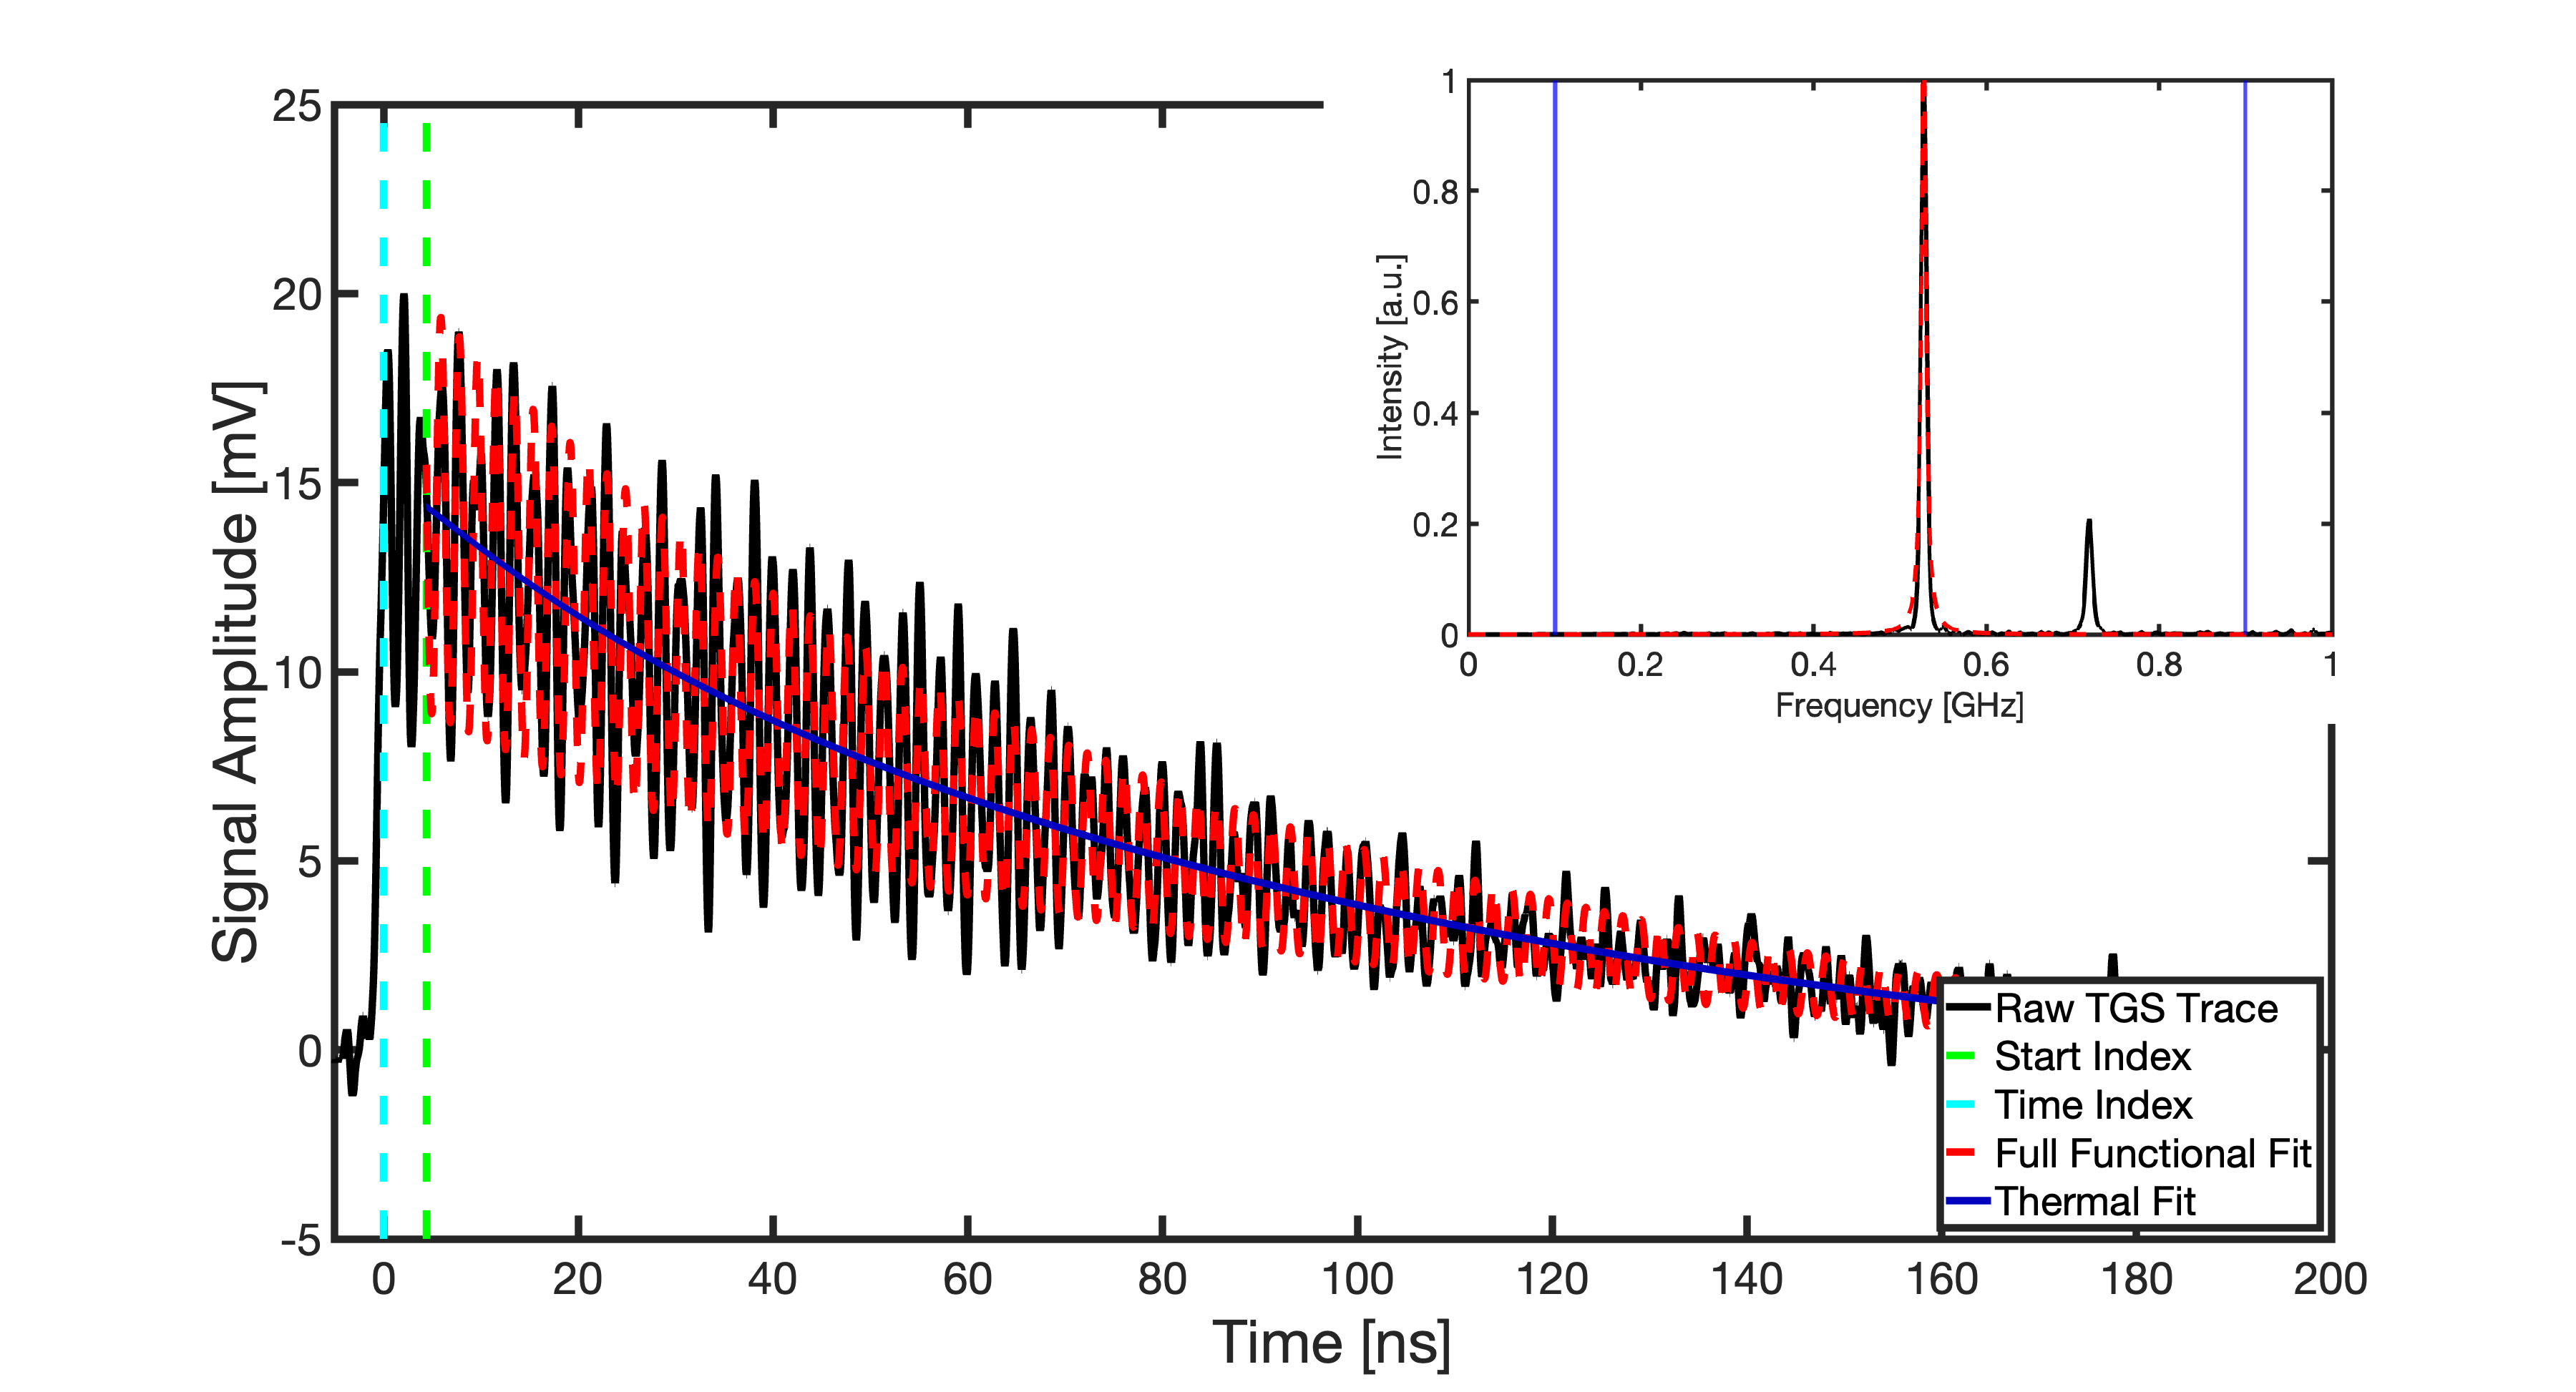 25
20
15
10
5
0
-5
Signal Amplitude [mV]
0 20 40 60 80 100 120 140 160 180 200
Time [ns]
1
0.8
0.6
0.4
0.2
0
Intensity [a.u.]
0 0.2 0.4 0.6 0.8 1
Frequency [GHz]
Raw TGS Trace
Start Index
Time Index
Full Functional Fit
Thermal Fit